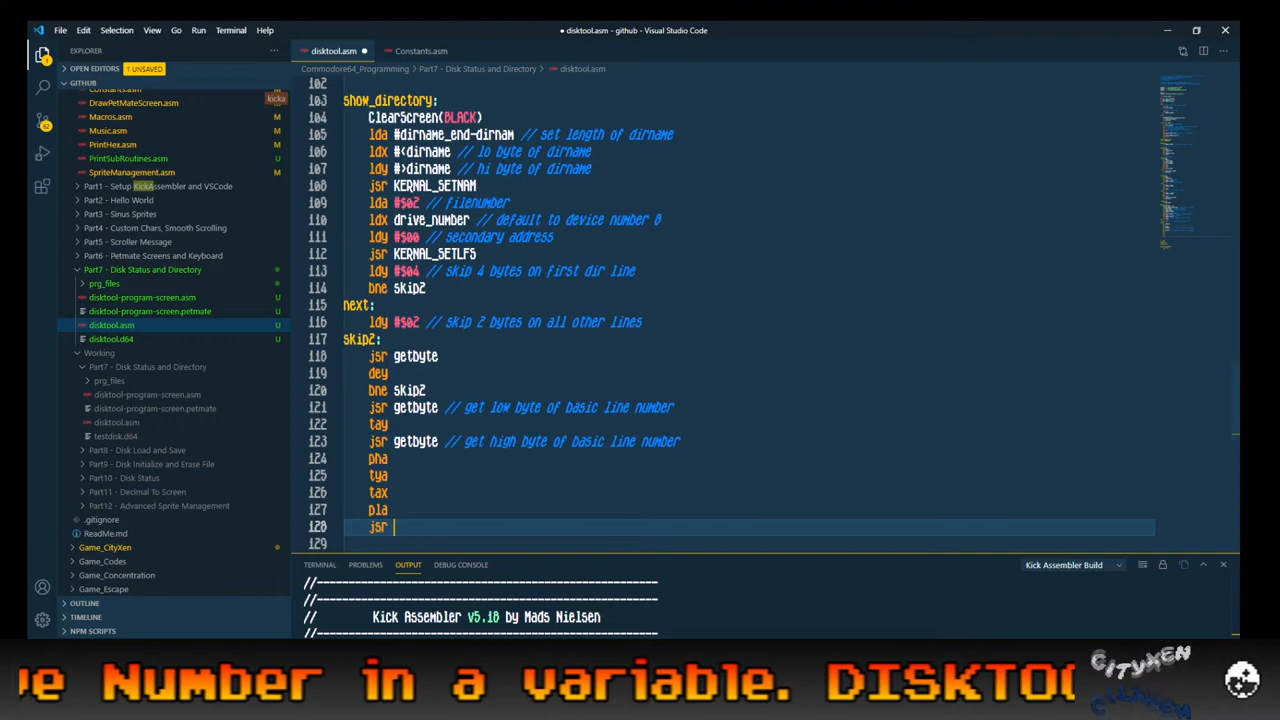 File Edit Selection View Go Run Terminal Help
● disktool.asm - github - Visual Studio Code
EXPLORER
OPEN EDITORS 1 UNSAVED
GITHUB
kicka
Constants.asm
DrawPetMateScreen.asm M
Macros.asm M
Music.asm M
PrintHex.asm M
PrintSubRoutines.asm U
SpriteManagement.asm M
Part1 - Setup KickAssembler and VSCode
Part2 - Hello World
Part3 - Sinus Sprites
Part4 - Custom Chars, Smooth Scrolling
Part5 - Scroller Message
Part6 - Petmate Screens and Keyboard
Part7 - Disk Status and Directory
prg_files
disktool-program-screen.asm U
disktool-program-screen.petmate U
disktool.asm U
disktool.d64 U
Working
Part7 - Disk Status and Directory
prg_files
disktool-program-screen.asm
disktool-program-screen.petmate
disktool.asm
testdisk.d64
Part8 - Disk Load and Save
Part9 - Disk Initialize and Erase File
Part10 - Disk Status
Part11 - Decimal To Screen
Part12 - Advanced Sprite Management
.gitignore
ReadMe.md
Game_CityXen
Game_Codes
Game_Concentration
Game_Escape
OUTLINE
TIMELINE
NPM SCRIPTS
1
62
disktool.asm ● Constants.asm
Commodore64_Programming > Part7 - Disk Status and Directory > disktool.asm
102
103 show_directory:
104 ClearScreen(BLACK)
105 lda #dirname_end-dirnam // set length of dirname
106 ldx #<dirname // lo byte of dirname
107 ldy #>dirname // hi byte of dirname
108 jsr KERNAL_SETNAM
109 lda #$02 // filenumber
110 ldx drive_number // default to device number 8
111 ldy #$00 // secondary address
112 jsr KERNAL_SETLFS
113 ldy #$04 // skip 4 bytes on first dir line
114 bne skip2
115 next:
116 ldy #$02 // skip 2 bytes on all other lines
117 skip2:
118 jsr getbyte
119 dey
120 bne skip2
121 jsr getbyte // get low byte of basic line number
122 tay
123 jsr getbyte // get high byte of basic line number
124 pha
125 tya
126 tax
127 pla
128 jsr
129
TERMINAL PROBLEMS OUTPUT DEBUG CONSOLE Kick Assembler Build
//------------------------------------------------------
//------------------------------------------------------
// Kick Assembler v5.18 by Mads Nielsen
//------------------------------------------------------
e Number in a variable. DISKTOO
CITYXEN